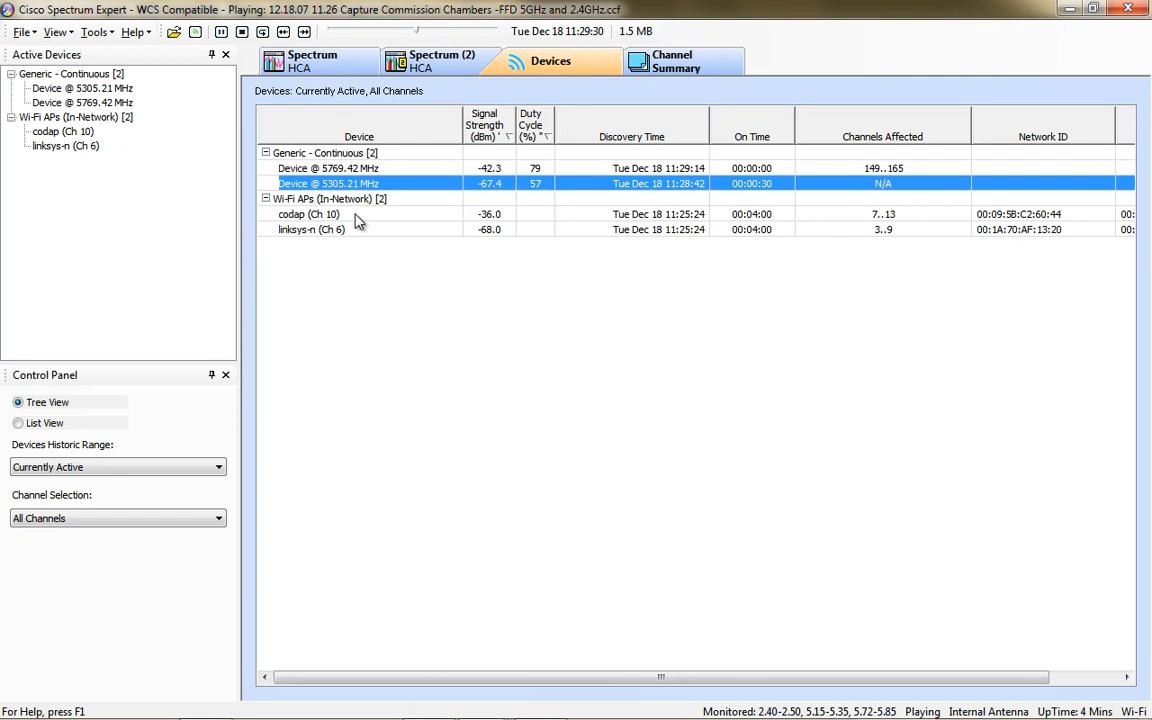 Cisco Spectrum Expert - WCS Compatible - Playing: 12.18.07 11.26 Capture Commission Chambers -FFD 5GHz and 2.4GHz.ccf
File View Tools Help Tue Dec 18 11:29:30 1.5 MB
Active Devices
Generic - Continuous [2]
Device @ 5305.21 MHz
Device @ 5769.42 MHz
Wi-Fi APs (In-Network) [2]
codap (Ch 10)
linksys-n (Ch 6)
Control Panel
Tree View
List View
Devices Historic Range:
Currently Active
Channel Selection:
All Channels
Spectrum
HCA
Spectrum (2)
HCA
Devices
Channel
Summary
Devices: Currently Active, All Channels
Device
Signal
Strength
(dBm) '
Duty
Cycle
(%) "
Discovery Time
On Time
Channels Affected
Network ID
Generic - Continuous [2]
Device @ 5769.42 MHz -42.3 79 Tue Dec 18 11:29:14 00:00:00 149..165
Device @ 5305.21 MHz -67.4 57 Tue Dec 18 11:28:42 00:00:30 N/A
Wi-Fi APs (In-Network) [2]
codap (Ch 10) -36.0 Tue Dec 18 11:25:24 00:04:00 7..13 00:09:5B:C2:60:44 00:
linksys-n (Ch 6) -68.0 Tue Dec 18 11:25:24 00:04:00 3..9 00:1A:70:AF:13:20 00:
For Help, press F1
Monitored: 2.40-2.50, 5.15-5.35, 5.72-5.85 Playing Internal Antenna UpTime: 4 Mins Wi-Fi